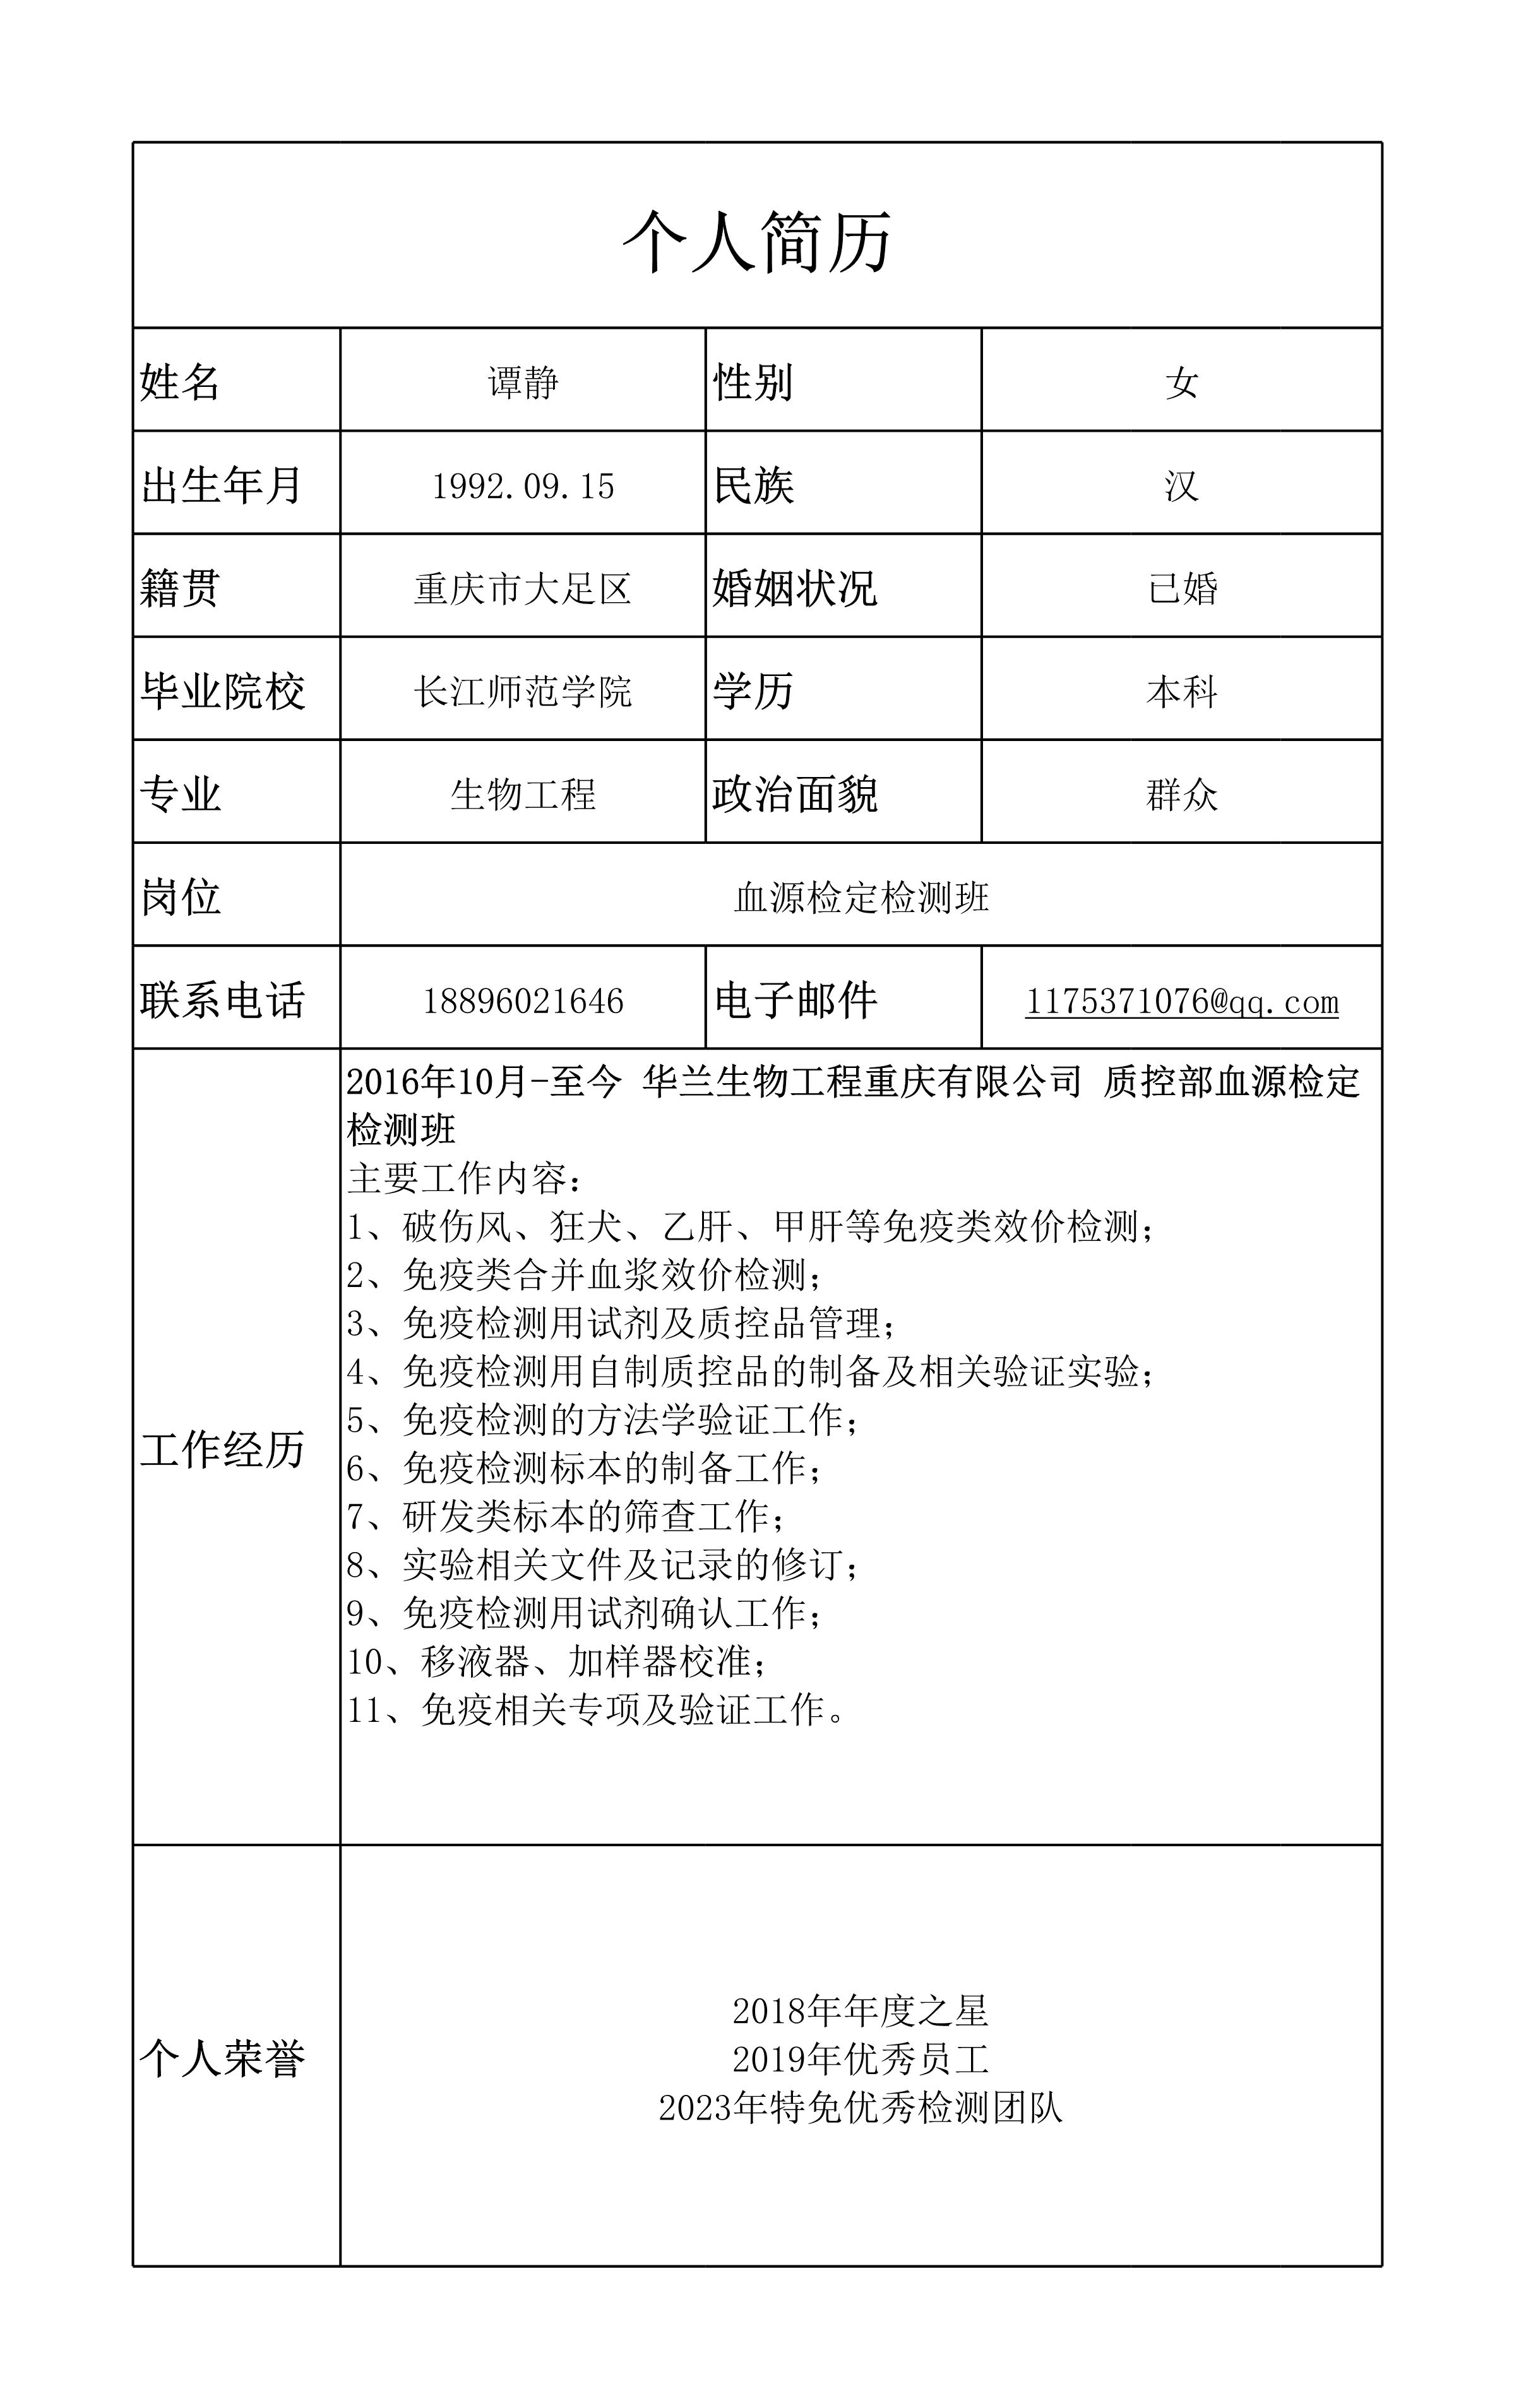 个人简历
姓名 谭静 性别 女
出生年月 1992.09.15 民族 汉
籍贯 重庆市大足区 婚姻状况 已婚
毕业院校 长江师范学院 学历 本科
专业 生物工程 政治面貌 群众
岗位 血源检定检测班
联系电话 18896021646 电子邮件 1175371076@qq.com
工作经历
2016年10月-至今 华兰生物工程重庆有限公司 质控部血源检定
检测班
主要工作内容：
1、破伤风、狂犬、乙肝、甲肝等免疫类效价检测；
2、免疫类合并血浆效价检测；
3、免疫检测用试剂及质控品管理；
4、免疫检测用自制质控品的制备及相关验证实验；
5、免疫检测的方法学验证工作；
6、免疫检测标本的制备工作；
7、研发类标本的筛查工作；
8、实验相关文件及记录的修订；
9、免疫检测用试剂确认工作；
10、移液器、加样器校准；
11、免疫相关专项及验证工作。
个人荣誉
2018年年度之星
2019年优秀员工
2023年特免优秀检测团队